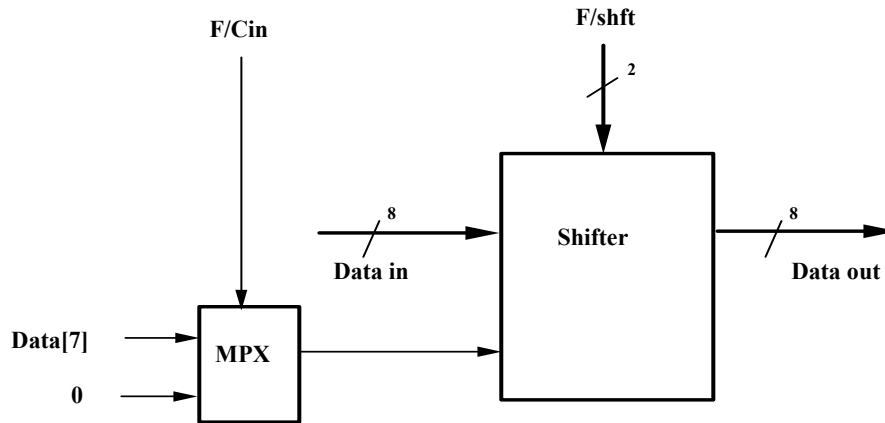 F/Cin
F/shft
2
8
8
Shifter
Data in
Data out
Data[7]
MPX
0